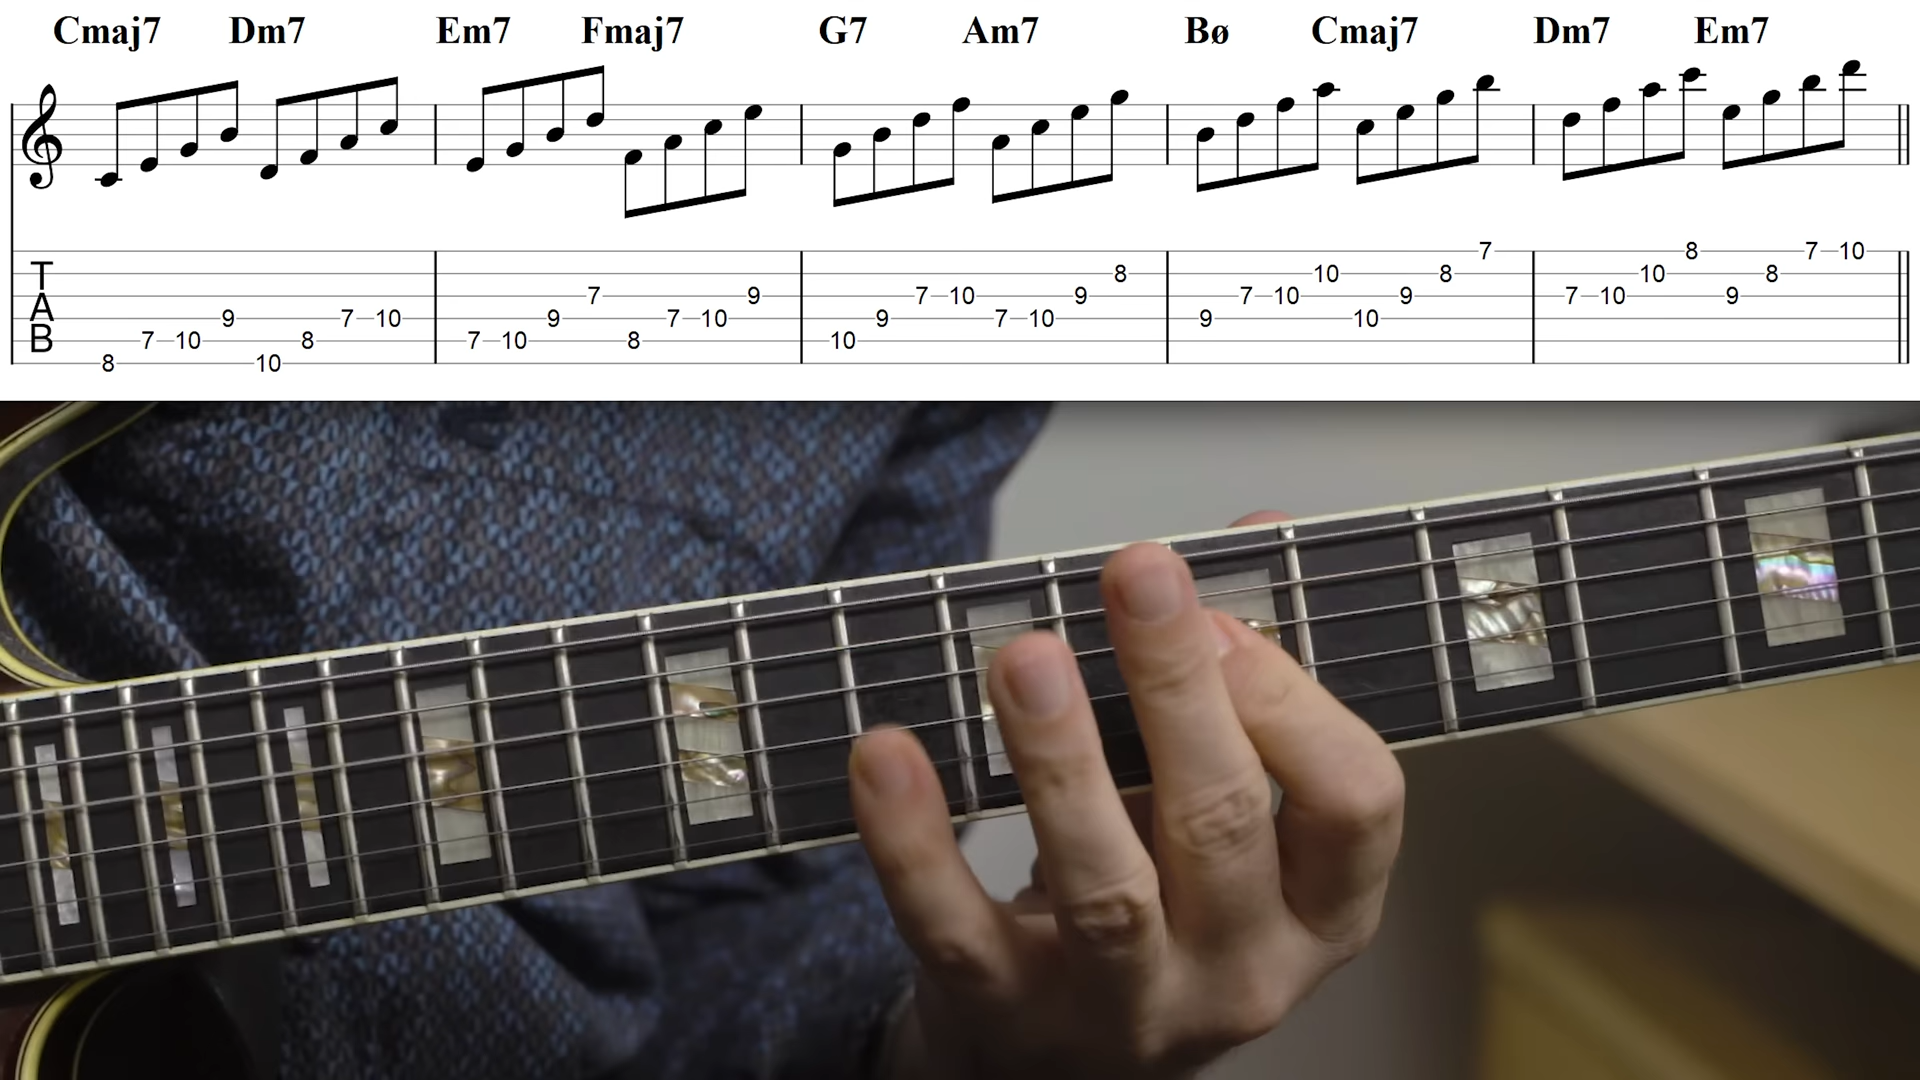 Cmaj7 Dm7 Em7 Fmaj7 G7 Am7 Bø Cmaj7 Dm7 Em7
7 7 10
8 10 8 8
7 9 7 10 9 7 10 9 7 10 9
T
A
B
9 7 10 9 7 10 9 7 10 9 10
7 10 8 7 10 8 10
8 10